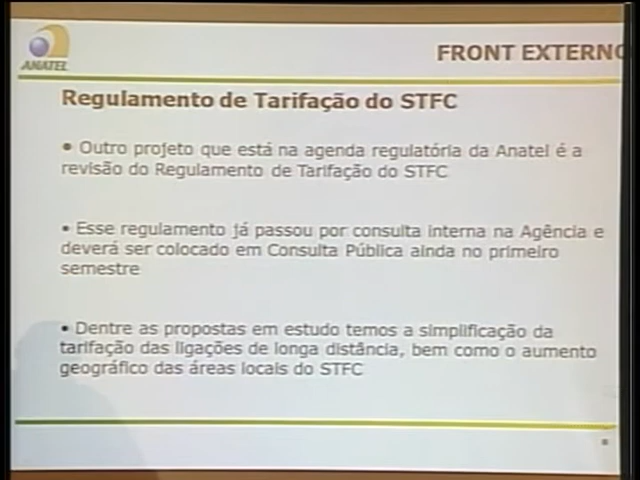 ANATEL
FRONT EXTERNO
Regulamento de Tarifação do STFC
• Outro projeto que está na agenda regulatória da Anatel é a
revisão do Regulamento de Tarifação do STFC
• Esse regulamento já passou por consulta interna na Agência e
deverá ser colocado em Consulta Pública ainda no primeiro
semestre
• Dentre as propostas em estudo temos a simplificação da
tarifação das ligações de longa distância, bem como o aumento
geográfico das áreas locais do STFC